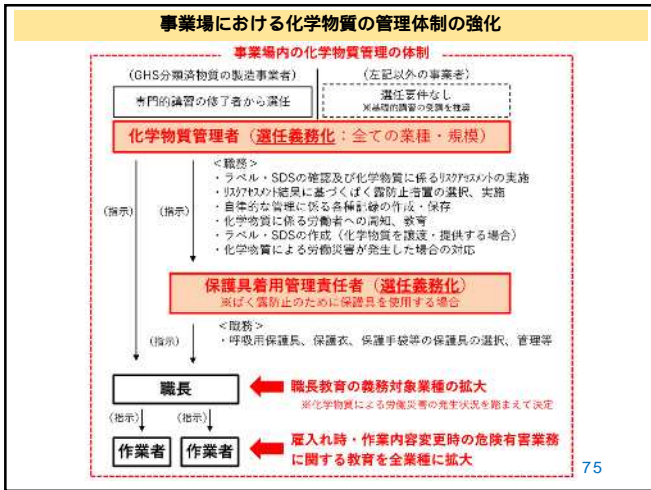 事業場における化学物質の管理体制の強化
事業場内の化学物質管理の体制
(GHS分類済物質の製造事業者)
(左記以外の事業者)
専門的講習の修了者から選任
選任要件なし
※基礎的講習の受講を推奨
化学物質管理者(選任義務化:全ての業種・規模)
<職務>
・ラベル・SDSの確認及び化学物質に係るリスクアセスメントの実施
・リスクアセスメント結果に基づくばく露防止措置の選択、実施
・自律的な管理に係る各種記録の作成・保存
・化学物質に係る労働者への周知、教育
・ラベル・SDSの作成(化学物質を譲渡・提供する場合)
・化学物質による労働災害が発生した場合の対応
(指示)
(指示)
保護具着用管理責任者(選任義務化)
※ばく露防止のために保護具を使用する場合
<職務>
・呼吸用保護具、保護衣、保護手袋等の保護具の選択、管理等
(指示)
職長
職長教育の義務対象業種の拡大
※化学物質による労働災害の発生状況を踏まえて決定
(指示)
(指示)
作業者
作業者
雇入れ時・作業内容変更時の危険有害業務
に関する教育を全業種に拡大
75